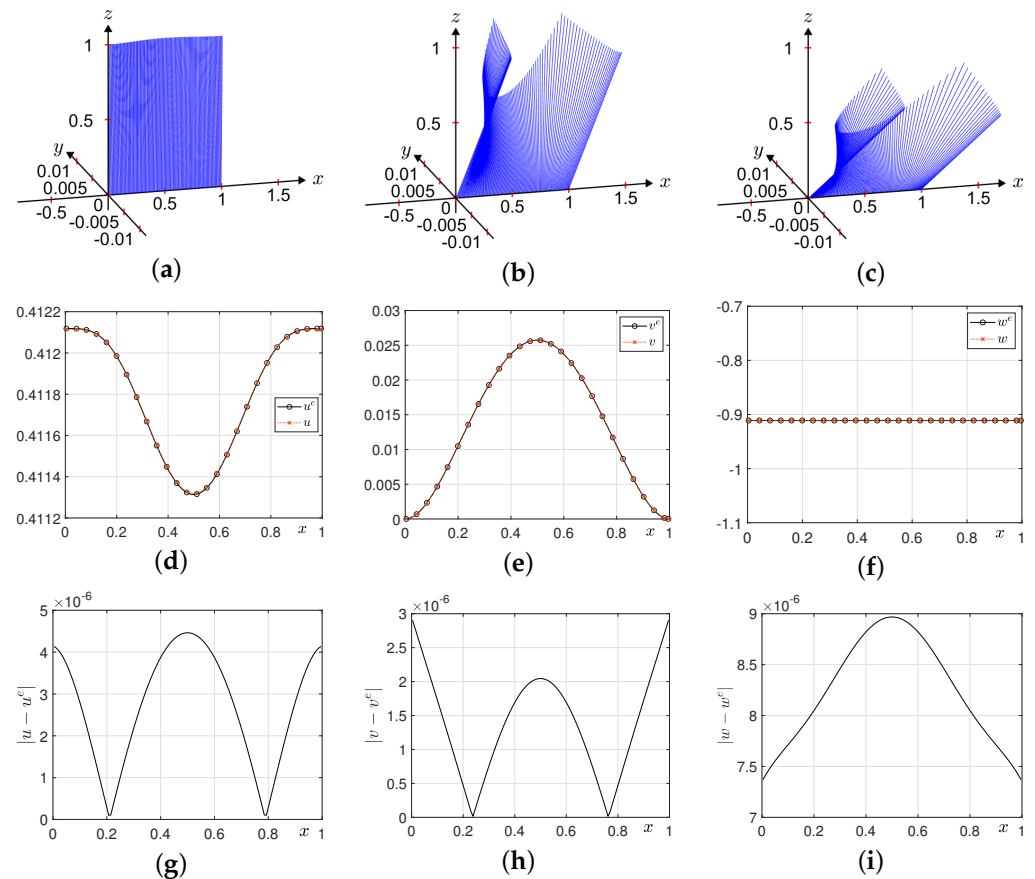 z
1
0.5
y
0.01
0.005
0
x
-0.5
0.5
1
1.5
-0.005
-0.01
(a)
z
1
0.5
y
0.01
0.005
0
x
-0.5
0.5
1
1.5
-0.005
-0.01
(b)
z
1
0.5
y
0.01
0.005
0
x
-0.5
0.5
1
1.5
-0.005
-0.01
(c)
0.4122
0.412
0.4118
0.4116
0.4114
0.4112
u^e
u
0 0.2 0.4 0.6 0.8 x 1
(d)
0.03
0.025
0.02
0.015
0.01
0.005
0
v^e
v
0 0.2 0.4 0.6 0.8 x 1
(e)
-0.7
-0.8
-0.9
-1
-1.1
w^e
w
0 0.2 0.4 0.6 0.8 x 1
(f)
×10^-6
5
4
3
2
1
0
|u − u^e|
0 0.2 0.4 0.6 0.8 x 1
(g)
×10^-6
3
2.5
2
1.5
1
0.5
0
|v − v^e|
0 0.2 0.4 0.6 0.8 x 1
(h)
×10^-6
9
8.5
8
7.5
7
|w − w^e|
0 0.2 0.4 0.6 0.8 x 1
(i)